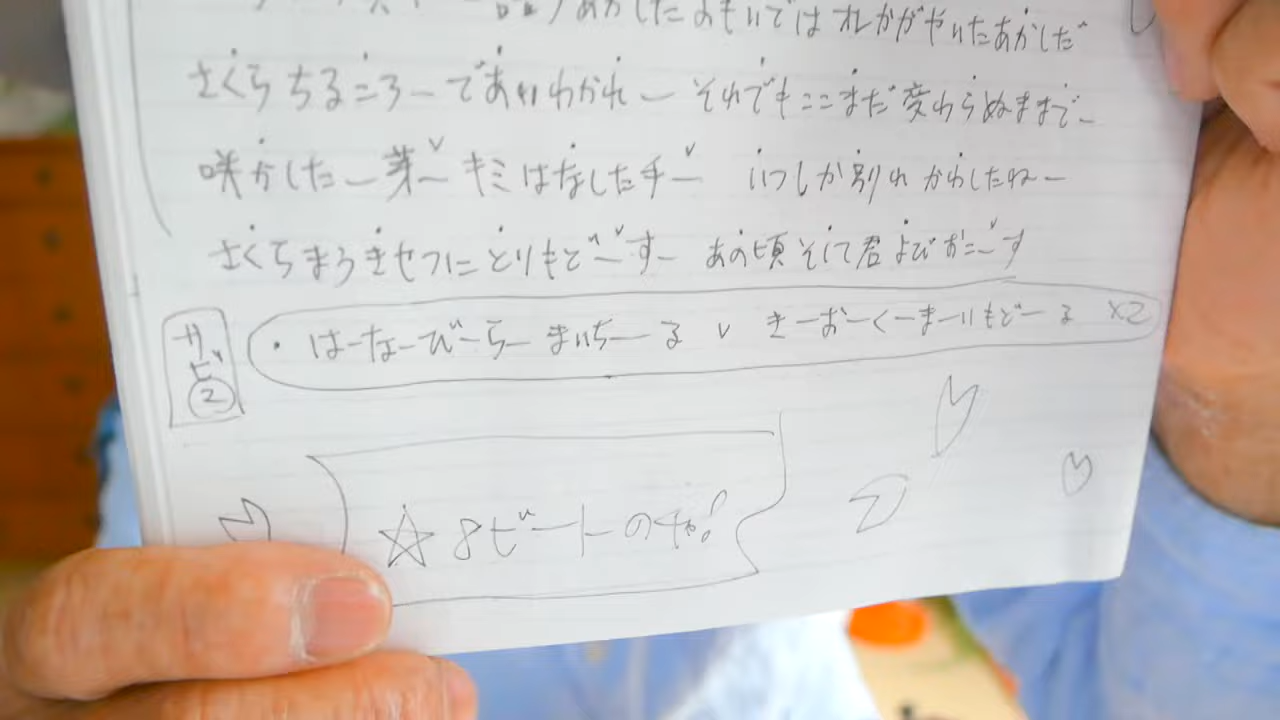 あかしたおもいでは オレかがやいたあかしだ
さくらちるころーであいわかれー それでもここまだ変わらぬままでー
咲かした一芽ー キミはなした手ー いつしか別れ かわしたねー
さくらまうきせつにとりもどーすー あの頃そして君よびおこーす
サビ② ・はーなーびーらーまいちーる ∨ きーおーくーまーいもどーる ×2
☆8ビートのやつ!